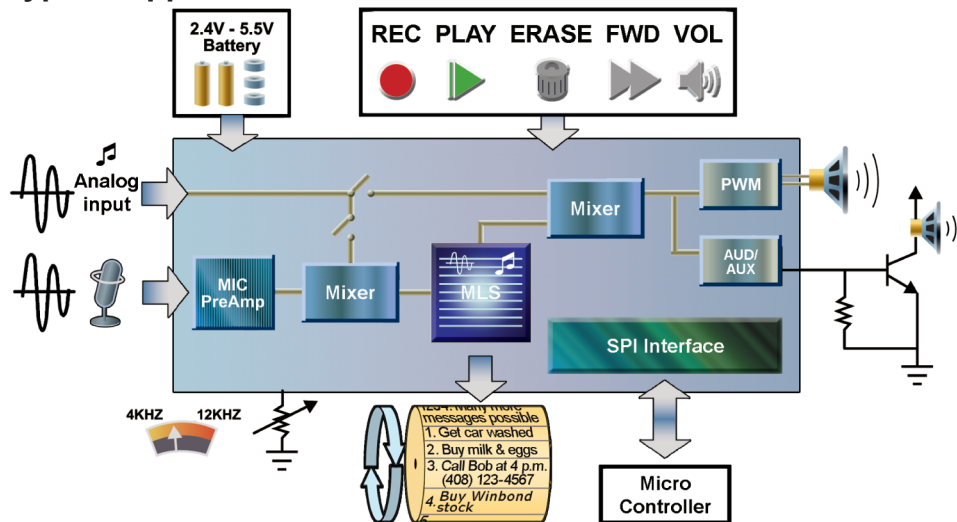 2.4V - 5.5V
Battery
REC PLAY ERASE FWD VOL
Analog
input
PWM
Mixer
AUD/
AUX
MIC
PreAmp
Mixer
MLS
SPI Interface
4KHZ 12KHZ
messages possible
1. Get car washed
2. Buy milk & eggs
3. Call Bob at 4 p.m.
(408) 123-4567
4. Buy Winbond
stock
Micro
Controller